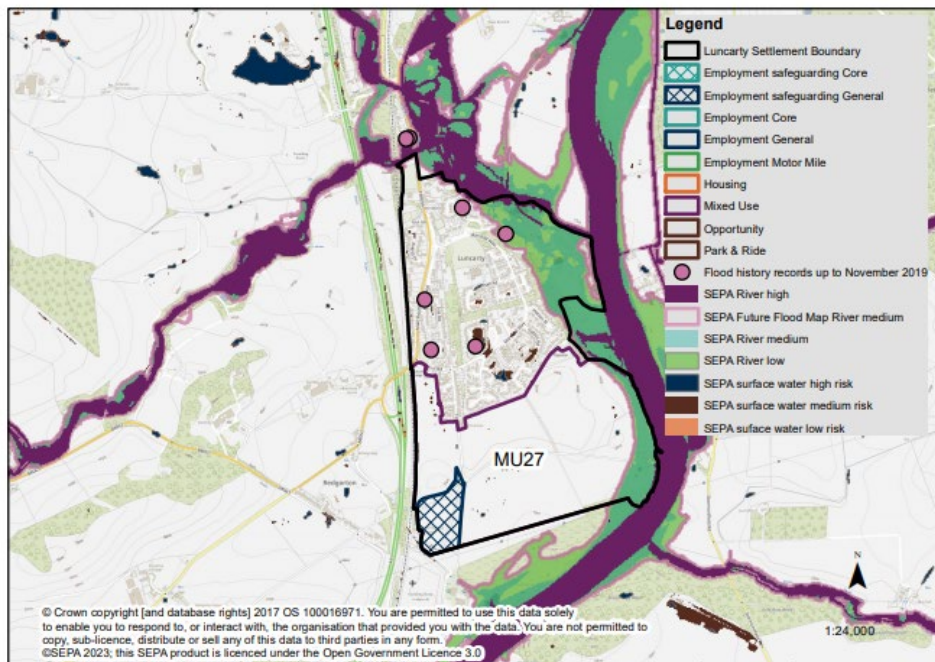 Legend
Luncarty Settlement Boundary
Employment safeguarding Core
Employment safeguarding General
Employment Core
Employment General
Employment Motor Mile
Housing
Mixed Use
Opportunity
Park & Ride
Flood history records up to November 2019
SEPA River high
SEPA Future Flood Map River medium
SEPA River medium
SEPA River low
SEPA surface water high risk
SEPA surface water medium risk
SEPA suface water low risk
Luncarty
MU27
Redgorton
N
1:24,000
© Crown copyright [and database rights] 2017 OS 100016971. You are permitted to use this data solely
to enable you to respond to, or interact with, the organisation that provided you with the data. You are not permitted to
copy, sub-licence, distribute or sell any of this data to third parties in any form.
©SEPA 2023; this SEPA product is licenced under the Open Government Licence 3.0